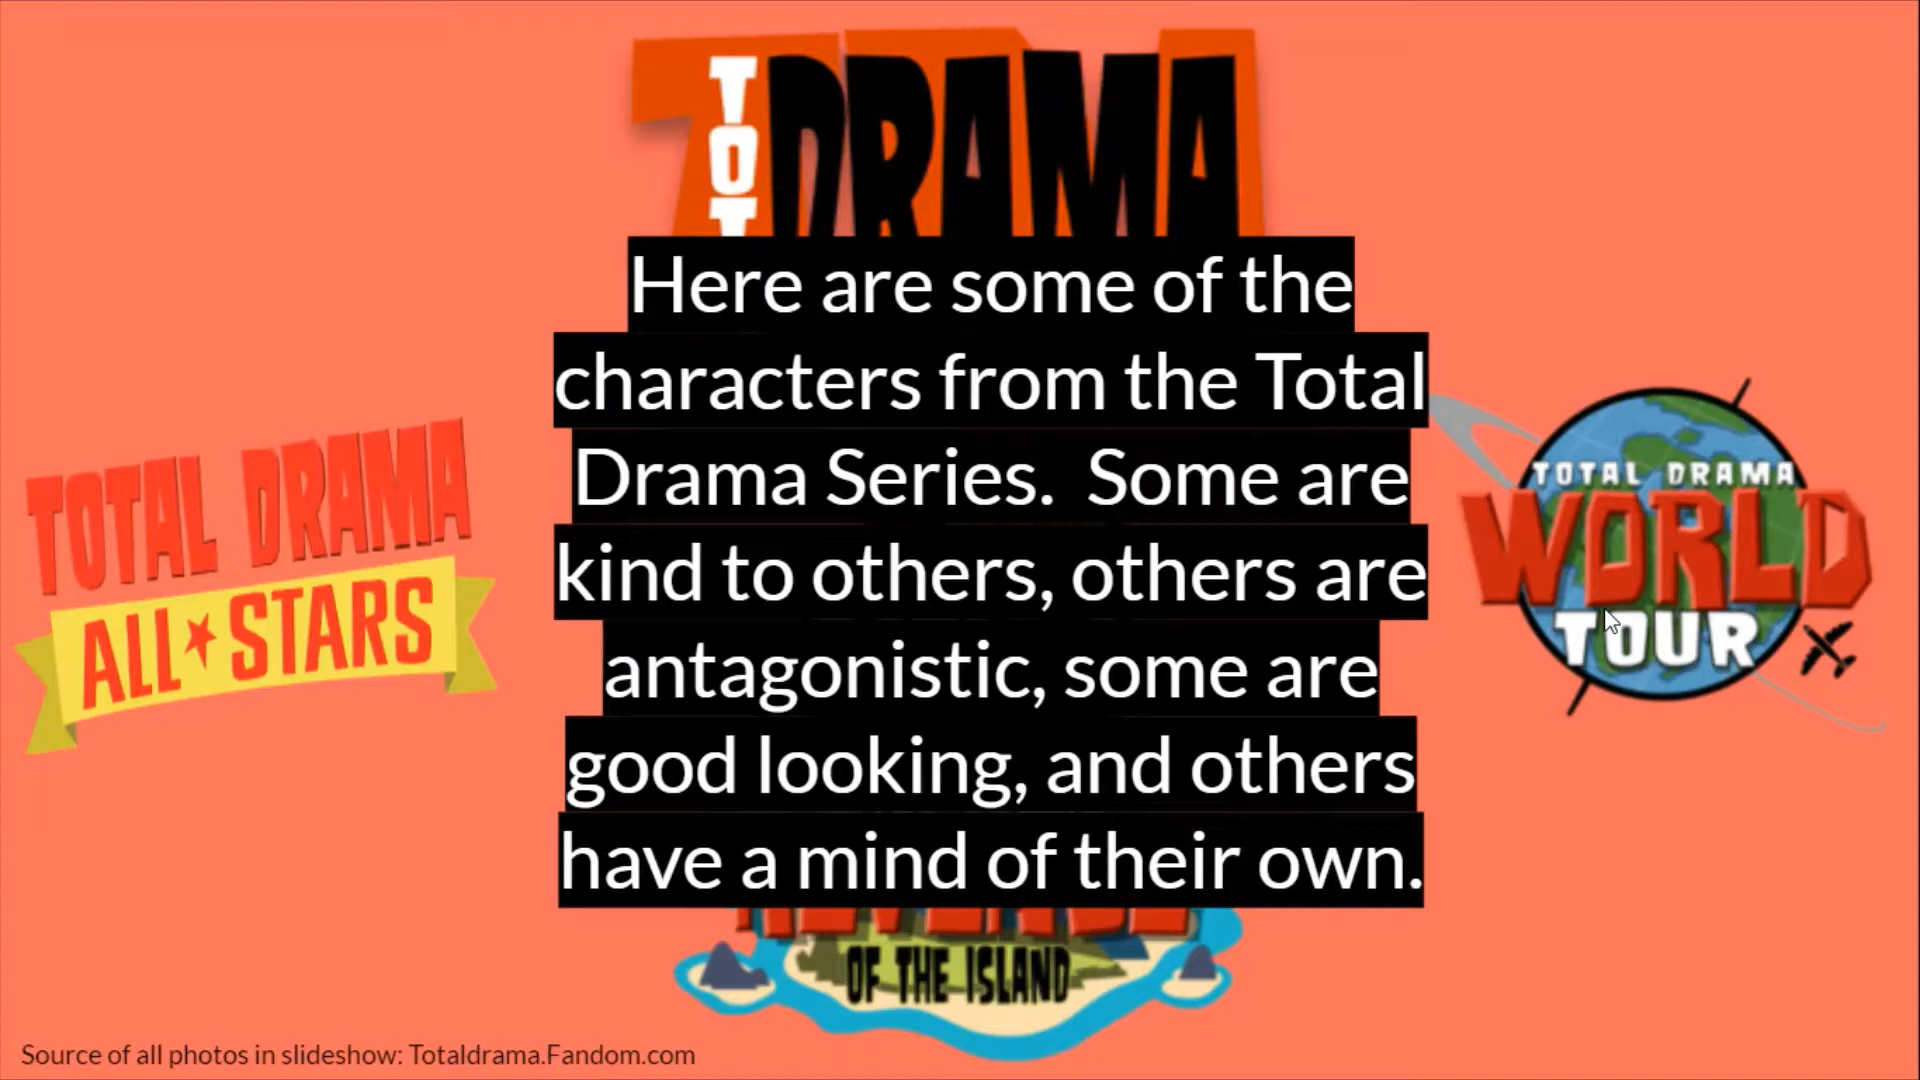 TOT
DRAMA
Here are some of the
characters from the Total
Drama Series.  Some are
kind to others, others are
antagonistic, some are
good looking, and others
have a mind of their own.
TOTAL DRAMA
ALL★STARS
TOTAL DRAMA
WORLD
TOUR
OF THE ISLAND
Source of all photos in slideshow: Totaldrama.Fandom.com